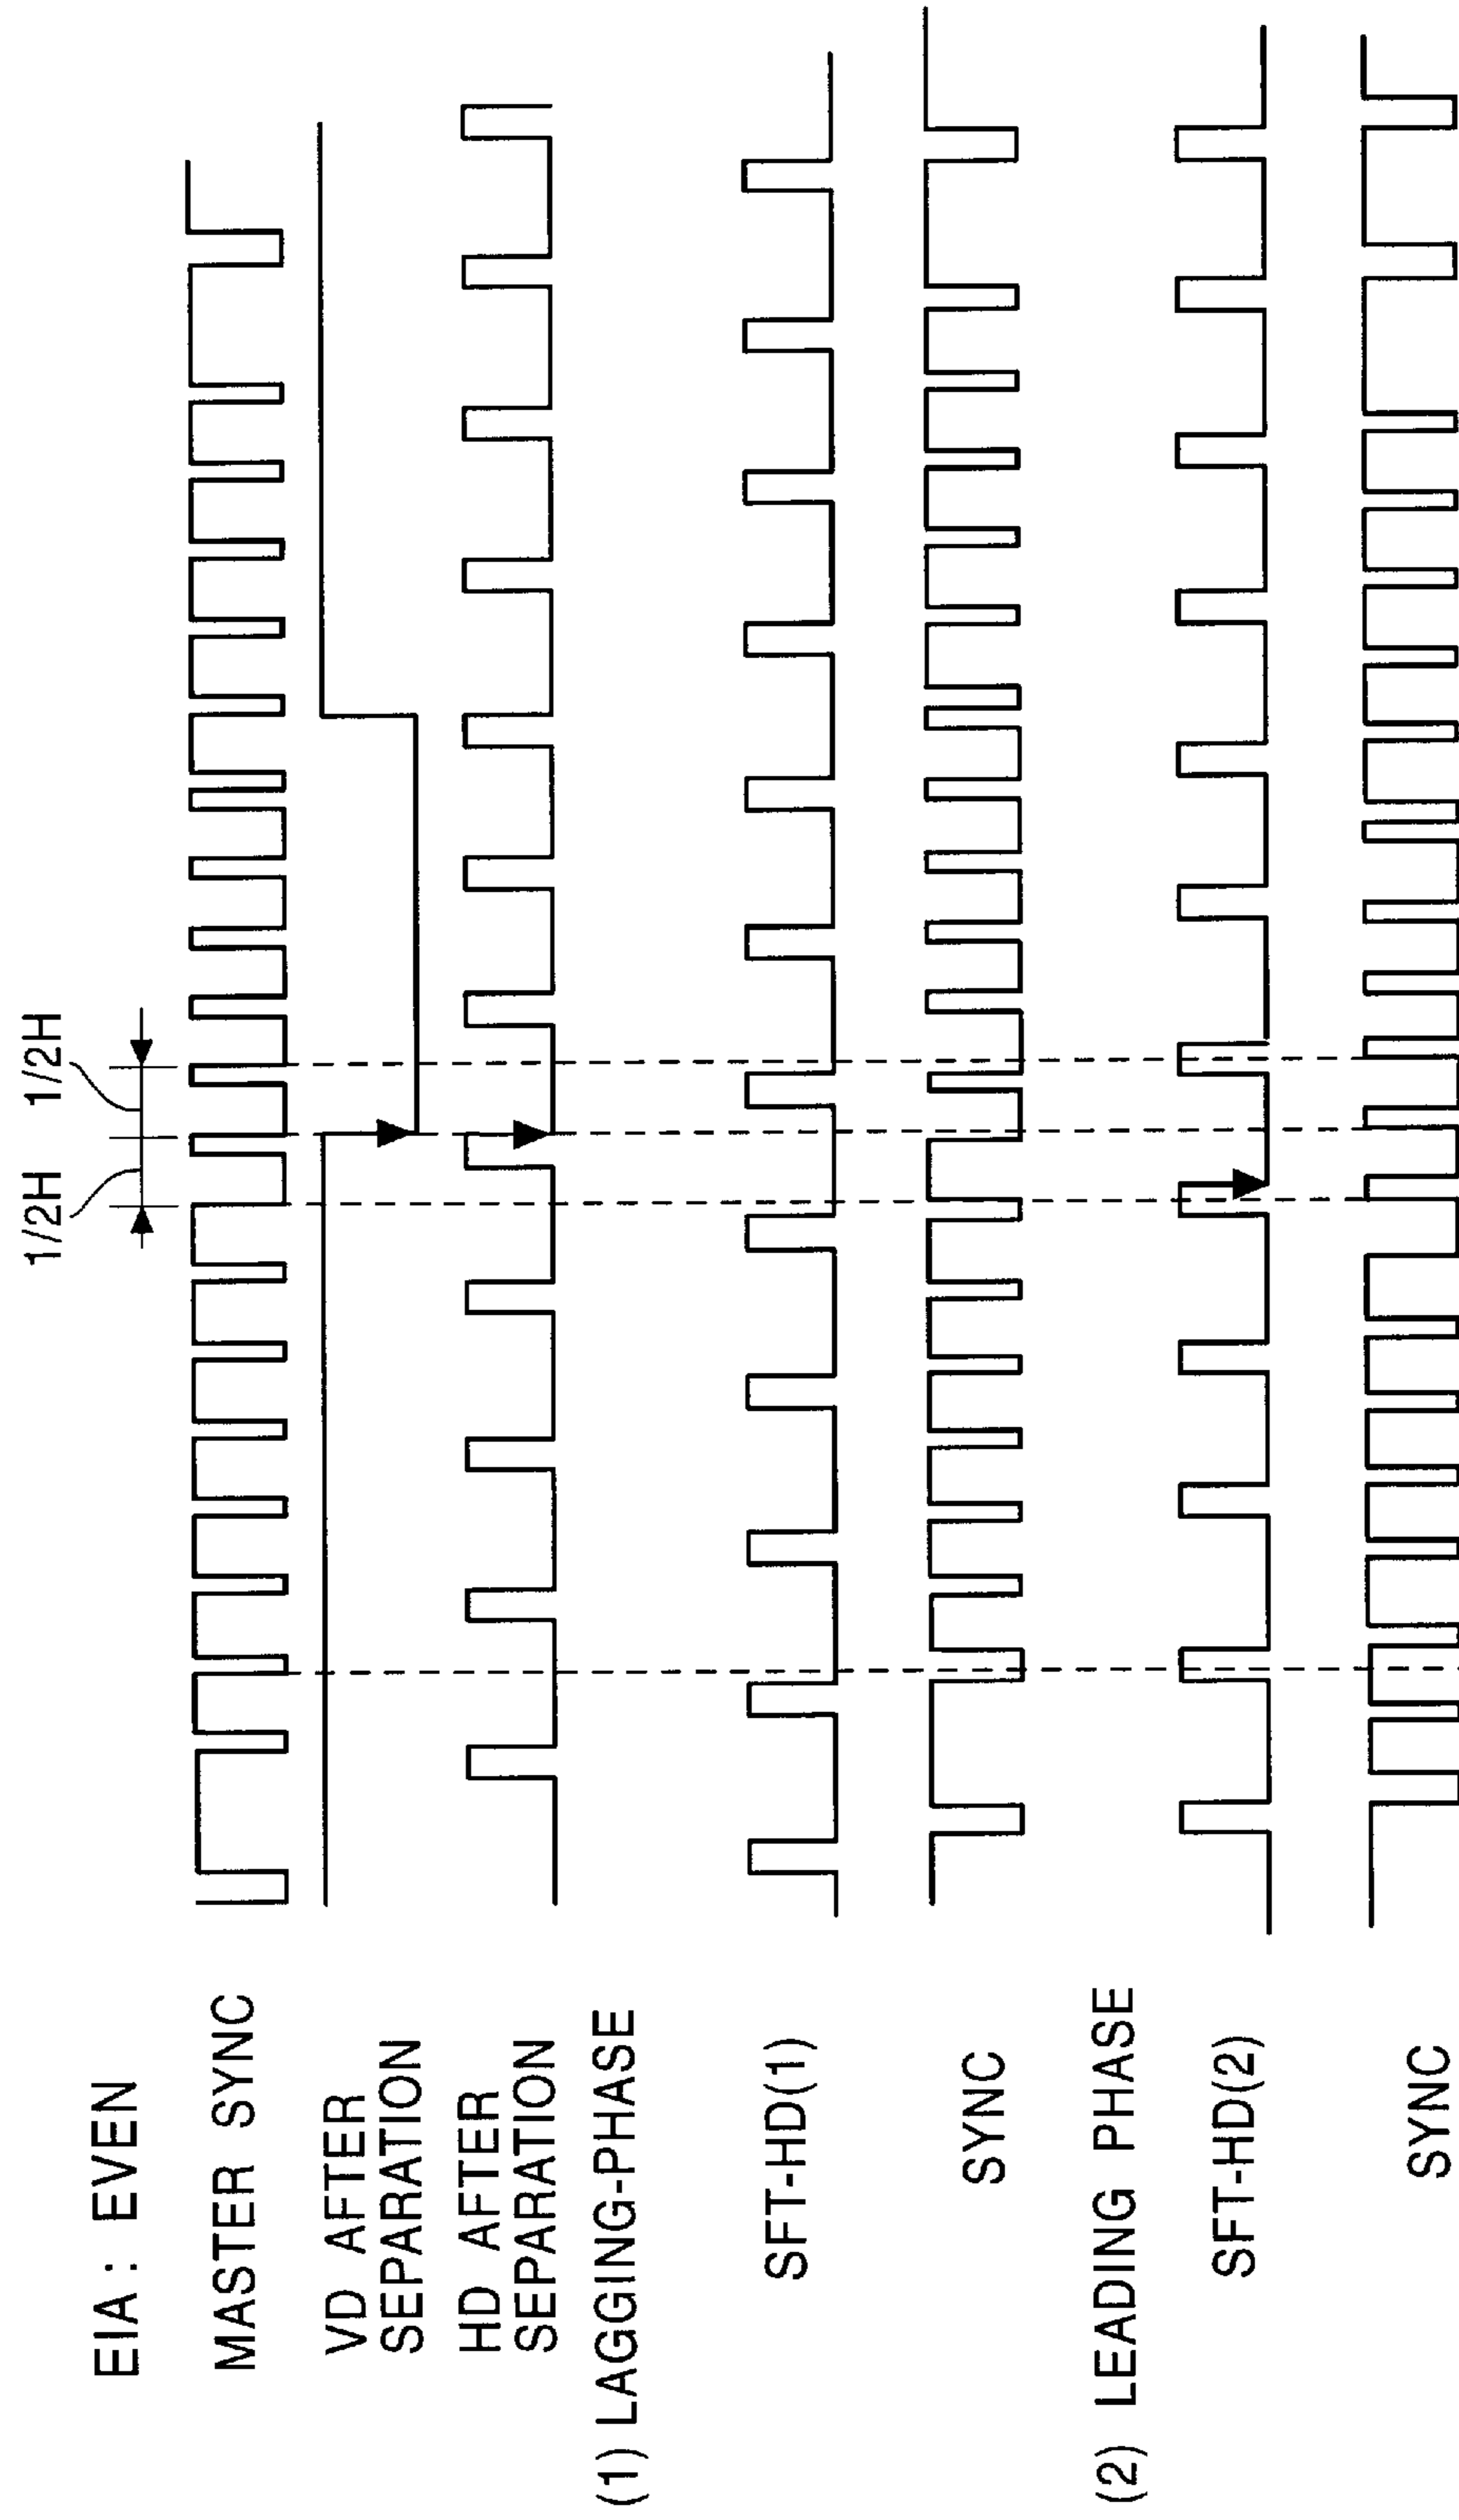 EIA : EVEN
1/2H 1/2H
MASTER SYNC
VD AFTER
SEPARATION
HD AFTER
SEPARATION
(1) LAGGING-PHASE
SFT-HD(1)
SYNC
(2) LEADING PHASE
SFT-HD(2)
SYNC